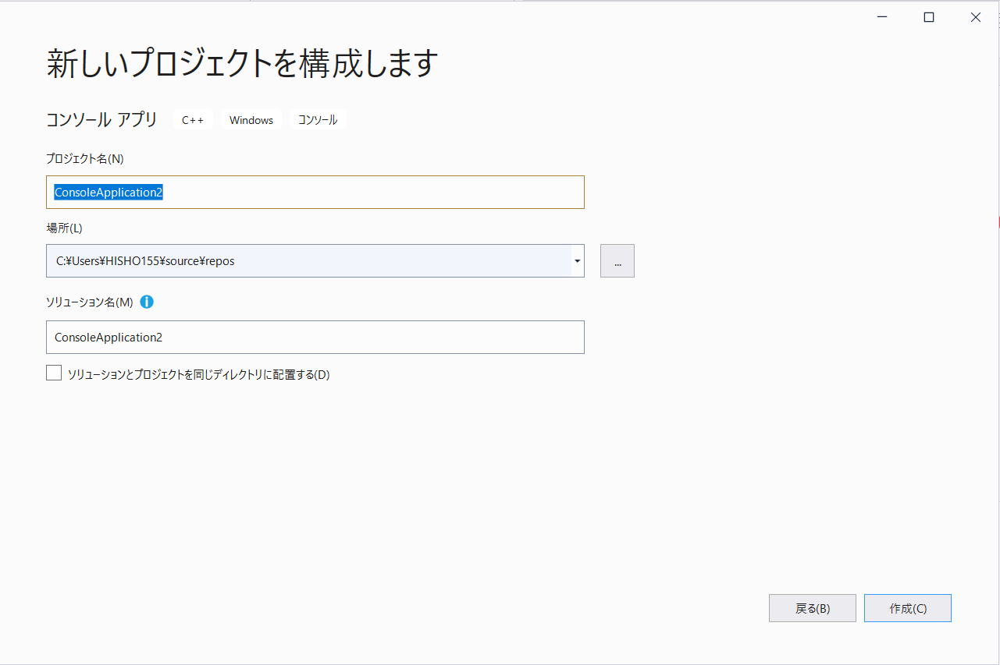 新しいプロジェクトを構成します
コンソール アプリ C++ Windows コンソール
プロジェクト名(N)
ConsoleApplication2
場所(L)
C:¥Users¥HISHO155¥source¥repos ...
ソリューション名(M)
ConsoleApplication2
ソリューションとプロジェクトを同じディレクトリに配置する(D)
戻る(B) 作成(C)